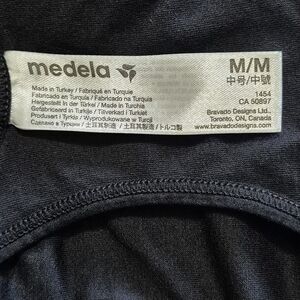 medela
Made in Turkey / Fabriqué en Turquie
Fabricado en Turquía / Fabricado na Turquia
Hergestellt in der Türkei / Made in Turchia
Gemaakt in Turkije / Tillverkad i Turkiet
Produsert i Tyrkia / Wyprodukowane w Turcji
Сделано в Турции / 土耳其制造 / 土耳其製造 / トルコ製
M/M
中号/中號
1454
CA 50897
Bravado Designs Ltd.,
Toronto, ON, Canada
www.bravadodesigns.com